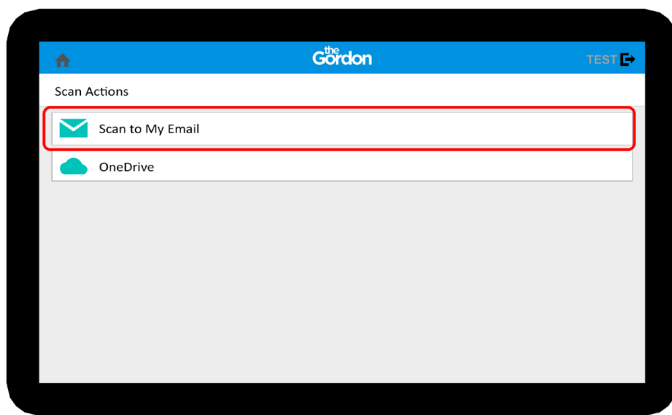 the
Gordon
TEST
Scan Actions
Scan to My Email
OneDrive